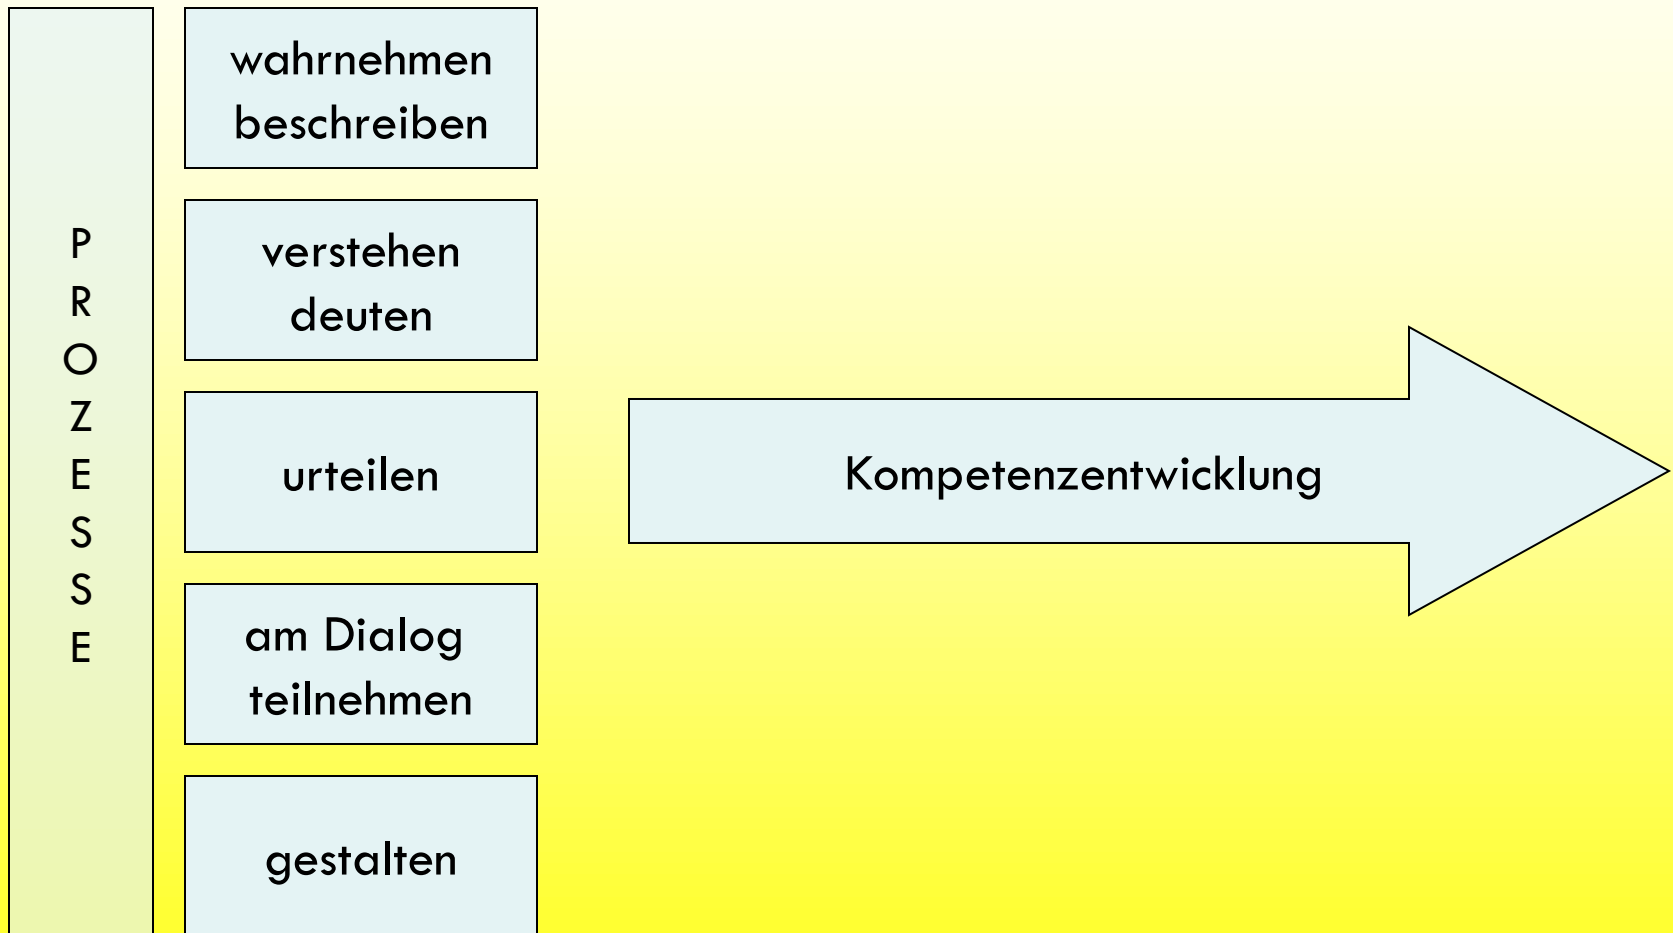 P
R
O
Z
E
S
S
E
wahrnehmen
beschreiben
verstehen
deuten
urteilen
am Dialog
teilnehmen
gestalten
Kompetenzentwicklung